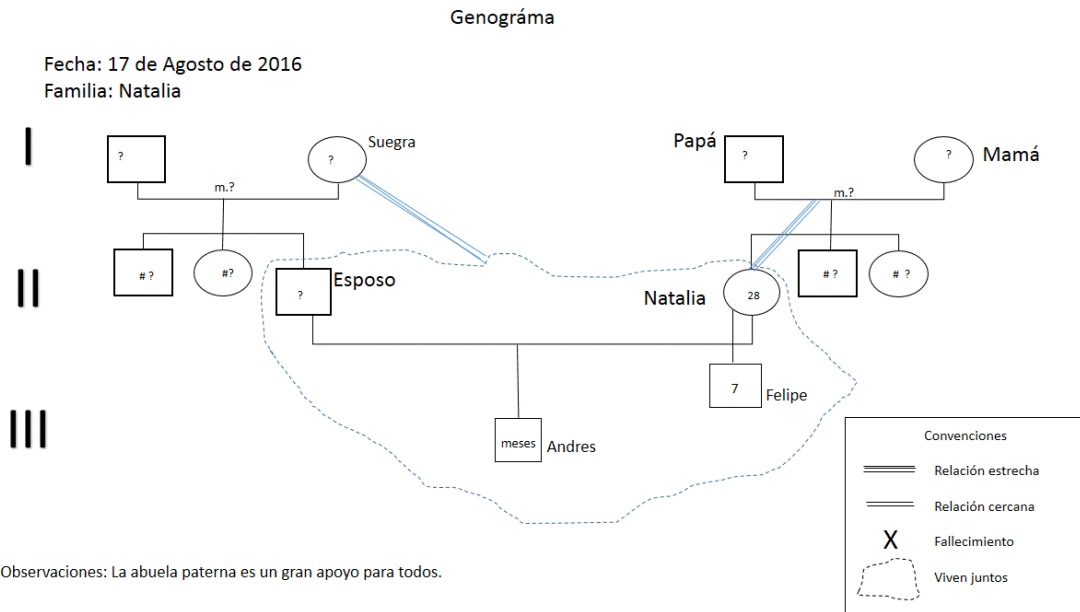 Genográma
Fecha: 17 de Agosto de 2016
Familia: Natalia
I
?
?
Suegra
Papá
?
?
Mamá
m.?
m.?
II
# ?
#?
?
Esposo
Natalia
28
# ?
# ?
7
Felipe
III
meses
Andres
Convenciones
Relación estrecha
Relación cercana
X
Fallecimiento
Viven juntos
Observaciones: La abuela paterna es un gran apoyo para todos.